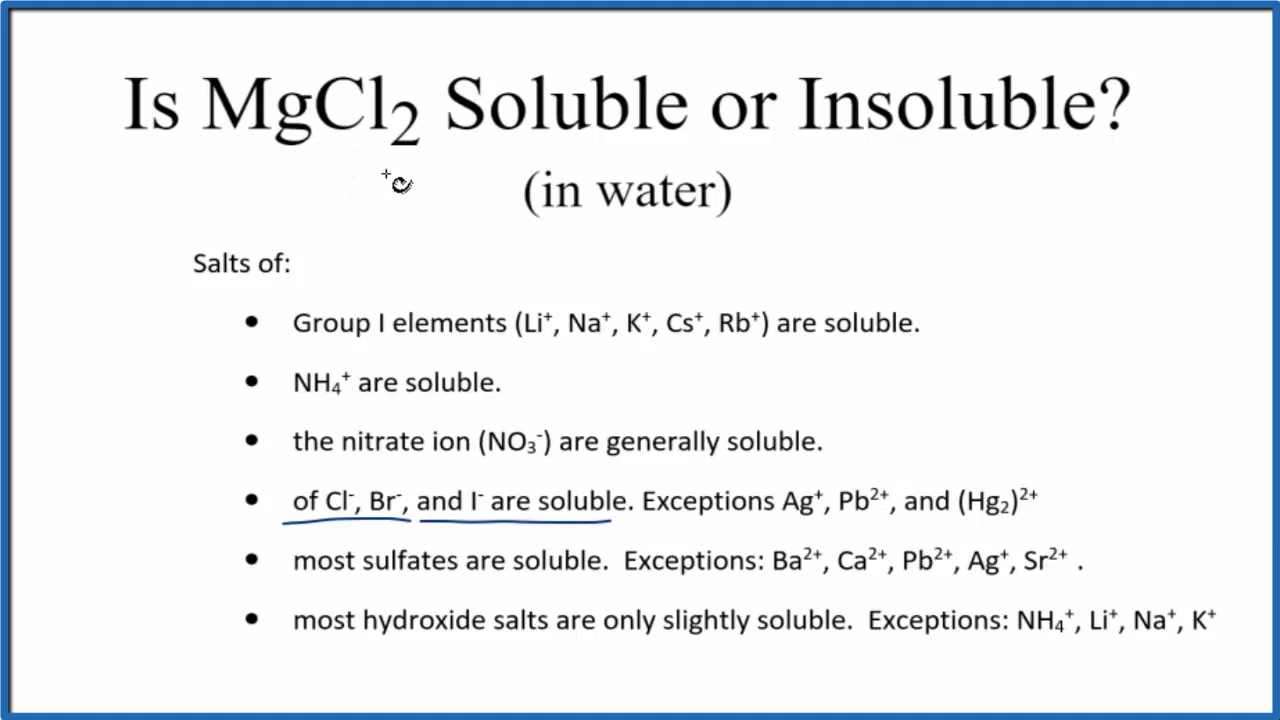 Is MgCl₂ Soluble or Insoluble?
(in water)
Salts of:
• Group I elements (Li⁺, Na⁺, K⁺, Cs⁺, Rb⁺) are soluble.
• NH₄⁺ are soluble.
• the nitrate ion (NO₃⁻) are generally soluble.
• of Cl⁻, Br⁻, and I⁻ are soluble. Exceptions Ag⁺, Pb²⁺, and (Hg₂)²⁺
• most sulfates are soluble.  Exceptions: Ba²⁺, Ca²⁺, Pb²⁺, Ag⁺, Sr²⁺ .
• most hydroxide salts are only slightly soluble.  Exceptions: NH₄⁺, Li⁺, Na⁺, K⁺